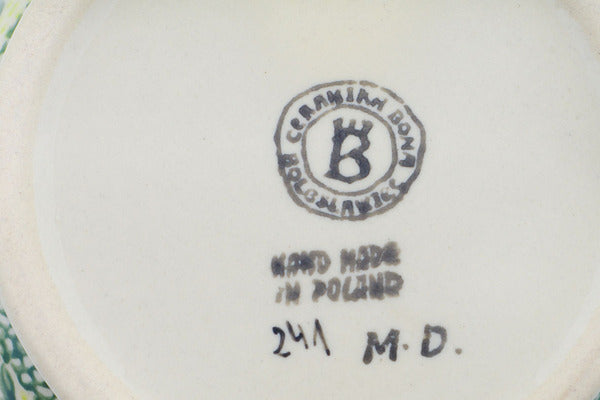 CERAMIKA BONA
BOLESŁAWIEC
B
HAND MADE
IN POLAND
241 M.D.